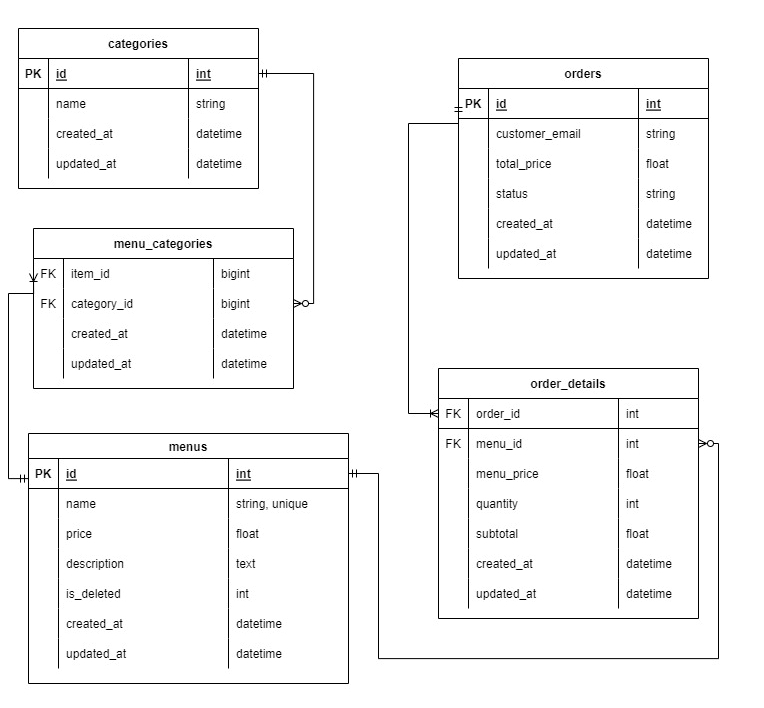 categories
PK id int
name string
created_at datetime
updated_at datetime
menu_categories
FK item_id bigint
FK category_id bigint
created_at datetime
updated_at datetime
menus
PK id int
name string, unique
price float
description text
is_deleted int
created_at datetime
updated_at datetime
orders
PK id int
customer_email string
total_price float
status string
created_at datetime
updated_at datetime
order_details
FK order_id int
FK menu_id int
menu_price float
quantity int
subtotal float
created_at datetime
updated_at datetime